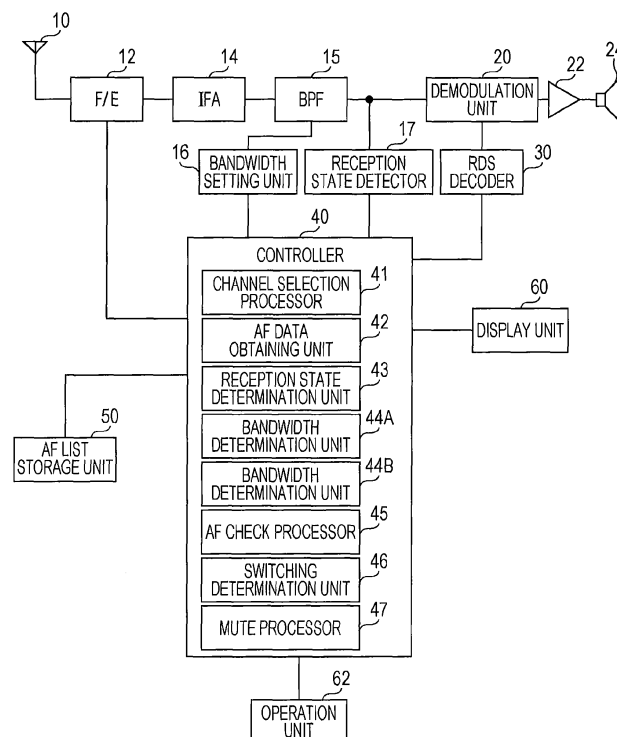 10
12
14
15
20
22
24
F/E
IFA
BPF
DEMODULATION
UNIT
16
BANDWIDTH
SETTING UNIT
17
RECEPTION
STATE DETECTOR
RDS
DECODER
30
40
CONTROLLER
CHANNEL SELECTION
PROCESSOR
41
AF DATA
OBTAINING UNIT
42
RECEPTION STATE
DETERMINATION UNIT
43
BANDWIDTH
DETERMINATION UNIT
44A
BANDWIDTH
DETERMINATION UNIT
44B
AF CHECK PROCESSOR
45
SWITCHING
DETERMINATION UNIT
46
MUTE PROCESSOR
47
60
DISPLAY UNIT
50
AF LIST
STORAGE UNIT
62
OPERATION
UNIT